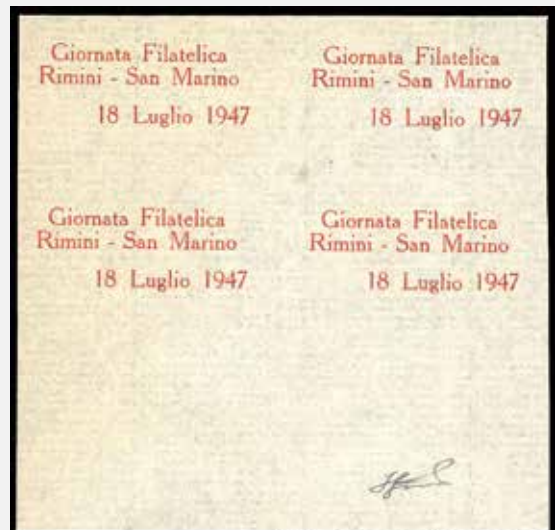 Giornata Filatelica
Rimini - San Marino
18 Luglio 1947
Giornata Filatelica
Rimini - San Marino
18 Luglio 1947
Giornata Filatelica
Rimini - San Marino
18 Luglio 1947
Giornata Filatelica
Rimini - San Marino
18 Luglio 1947